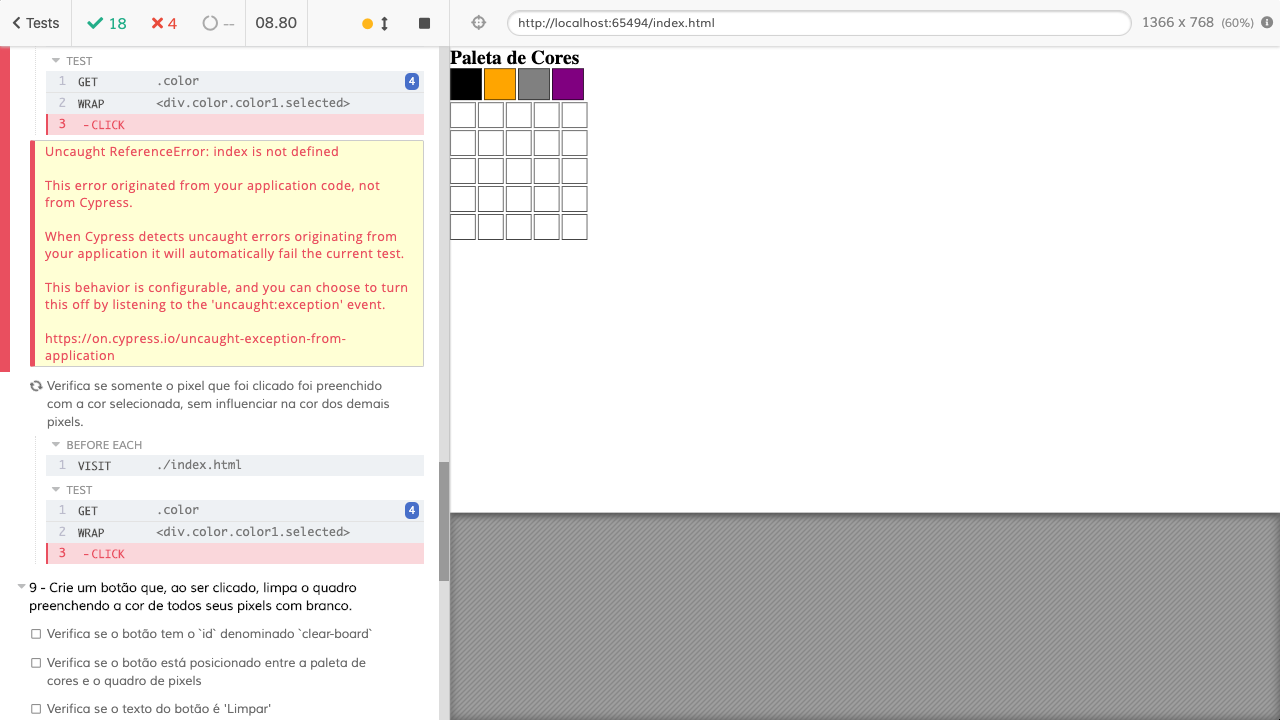 Tests 18 4 -- 08.80 http://localhost:65494/index.html 1366 x 768 (60%)
TEST
1 GET .color 4
2 WRAP <div.color.color1.selected>
3 -CLICK
Uncaught ReferenceError: index is not defined
This error originated from your application code, not
from Cypress.
When Cypress detects uncaught errors originating from
your application it will automatically fail the current test.
This behavior is configurable, and you can choose to turn
this off by listening to the 'uncaught:exception' event.
https://on.cypress.io/uncaught-exception-from-
application
Verifica se somente o pixel que foi clicado foi preenchido
com a cor selecionada, sem influenciar na cor dos demais
pixels.
BEFORE EACH
1 VISIT ./index.html
TEST
1 GET .color 4
2 WRAP <div.color.color1.selected>
3 -CLICK
9 - Crie um botão que, ao ser clicado, limpa o quadro
preenchendo a cor de todos seus pixels com branco.
Verifica se o botão tem o `id` denominado `clear-board`
Verifica se o botão está posicionado entre a paleta de
cores e o quadro de pixels
Verifica se o texto do botão é 'Limpar'
Paleta de Cores